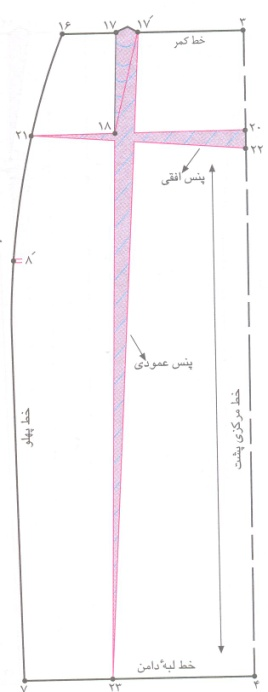 ۳
۱۷′
۱۷
۱۶
خط کمر
۱۸
۲۰
۲۱
۲۲
پنس افقی
۸′
پنس عمودی
خط مرکزی پشت
خط پهلو
خط لبهٔ دامن
۴
۲۳
۷